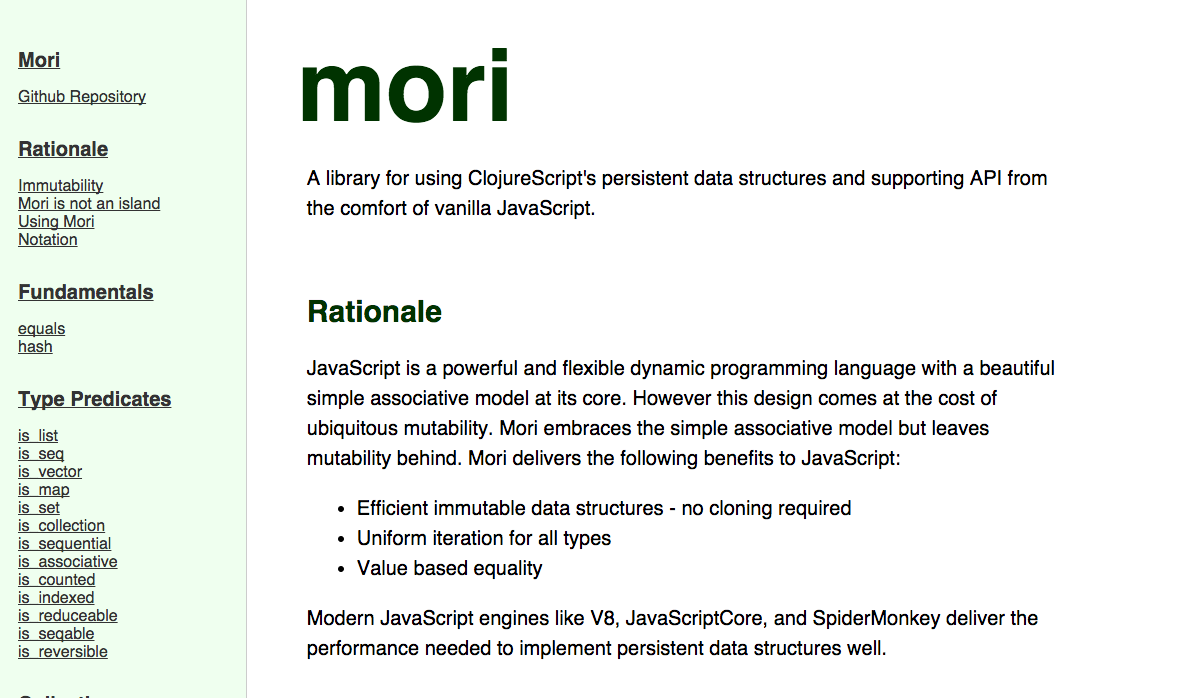 Mori
Github Repository
Rationale
Immutability
Mori is not an island
Using Mori
Notation
Fundamentals
equals
hash
Type Predicates
is_list
is_seq
is_vector
is_map
is_set
is_collection
is_sequential
is_associative
is_counted
is_indexed
is_reduceable
is_seqable
is_reversible
mori
A library for using ClojureScript's persistent data structures and supporting API from
the comfort of vanilla JavaScript.
Rationale
JavaScript is a powerful and flexible dynamic programming language with a beautiful
simple associative model at its core. However this design comes at the cost of
ubiquitous mutability. Mori embraces the simple associative model but leaves
mutability behind. Mori delivers the following benefits to JavaScript:
• Efficient immutable data structures - no cloning required
• Uniform iteration for all types
• Value based equality
Modern JavaScript engines like V8, JavaScriptCore, and SpiderMonkey deliver the
performance needed to implement persistent data structures well.